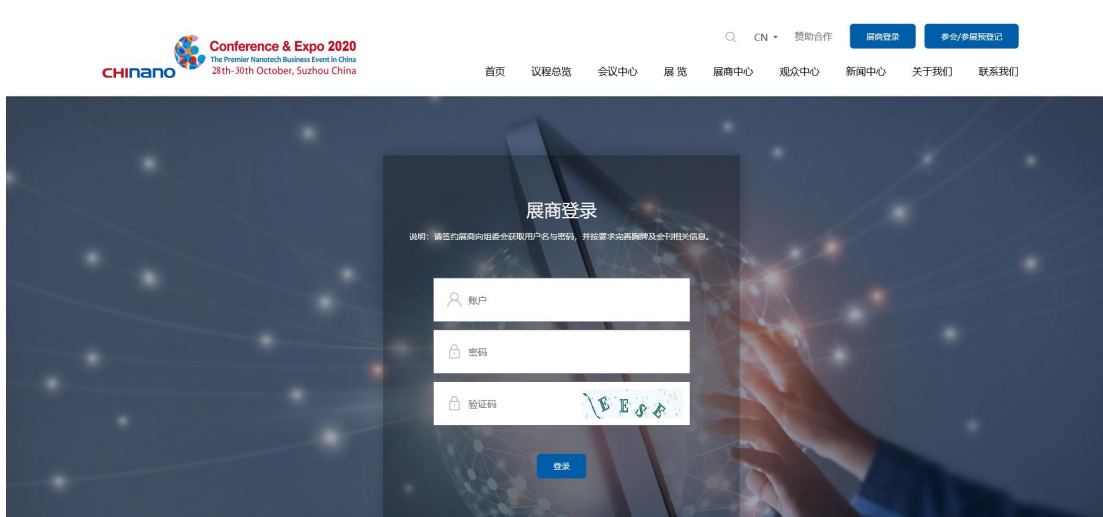 CHInano
Conference & Expo 2020
The Premier Nanotech Business Event in China
28th-30th October, Suzhou China
CN 赞助合作 展商登录 参会/参展预登记
首页 议程总览 会议中心 展 览 展商中心 观众中心 新闻中心 关于我们 联系我们
展商登录
说明：请签约展商向组委会获取用户名与密码，并按要求完善胸牌及会刊相关信息。
账户
密码
验证码
登录